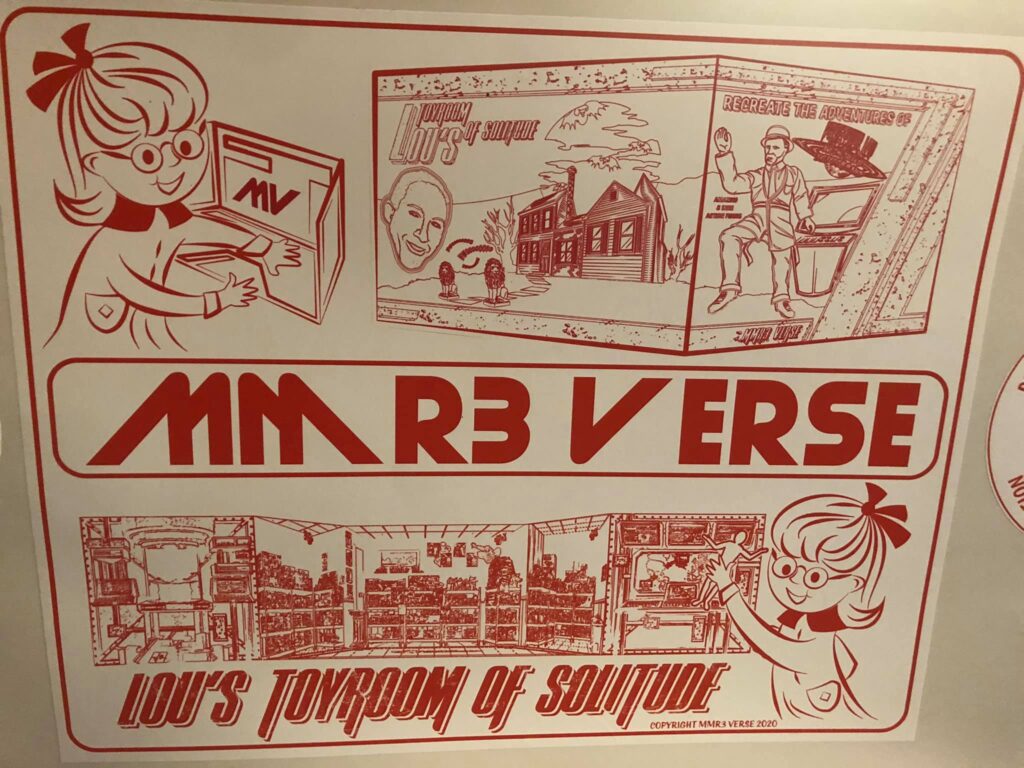 MV
LOU'S
TOYROOM
OF SOLITUDE
RECREATE THE ADVENTURES OF
MMR3 VERSE
MMR3 VERSE
LOU'S TOYROOM OF SOLITUDE
COPYRIGHT MMR3 VERSE 2020